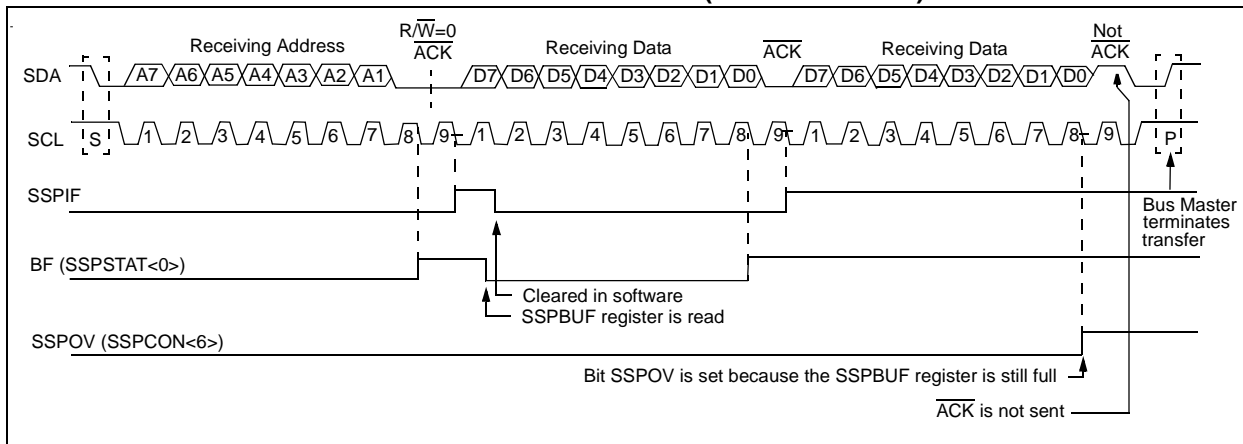 R/W̅=0
Receiving Address A̅C̅K̅ Receiving Data A̅C̅K̅ Receiving Data Not A̅C̅K̅
SDA A7 A6 A5 A4 A3 A2 A1 D7 D6 D5 D4 D3 D2 D1 D0 D7 D6 D5 D4 D3 D2 D1 D0
SCL S 1 2 3 4 5 6 7 8 9 1 2 3 4 5 6 7 8 9 1 2 3 4 5 6 7 8 9 P
SSPIF
Bus Master
terminates
transfer
BF (SSPSTAT<0>)
Cleared in software
SSPBUF register is read
SSPOV (SSPCON<6>)
Bit SSPOV is set because the SSPBUF register is still full
A̅C̅K̅ is not sent